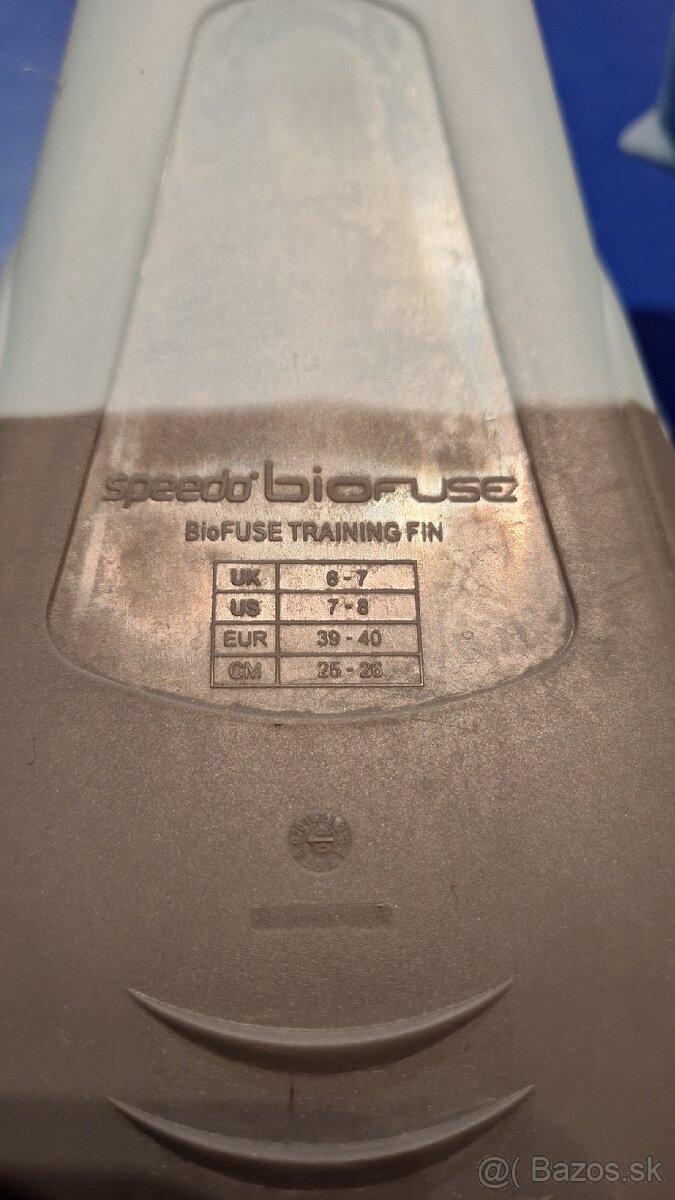 speedo biofuse
BioFUSE TRAINING FIN
UK 6 - 7
US 7 - 8
EUR 39 - 40
CM 25 - 26
@( Bazos.sk